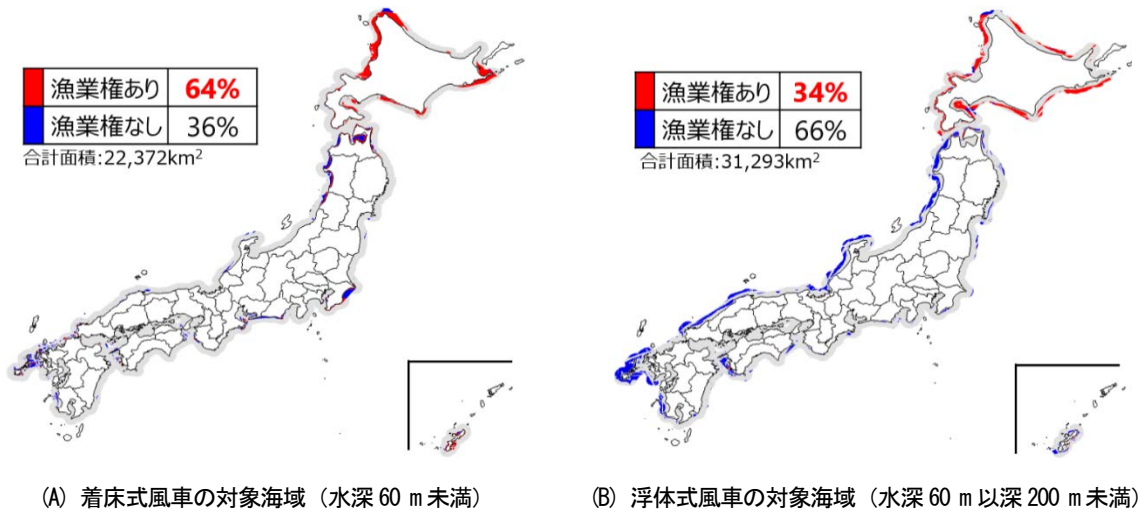 漁業権あり 64%
漁業権なし 36%
合計面積:22,372km²
漁業権あり 34%
漁業権なし 66%
合計面積:31,293km²
(A) 着床式風車の対象海域（水深 60 m 未満）
(B) 浮体式風車の対象海域（水深 60 m 以深 200 m 未満）